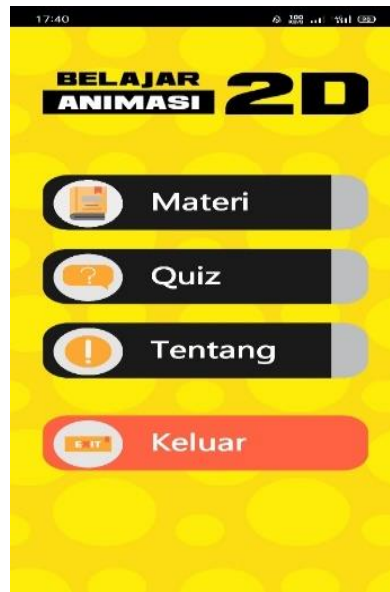 17:40
BELAJAR
ANIMASI 2D
Materi
Quiz
Tentang
EXIT
Keluar